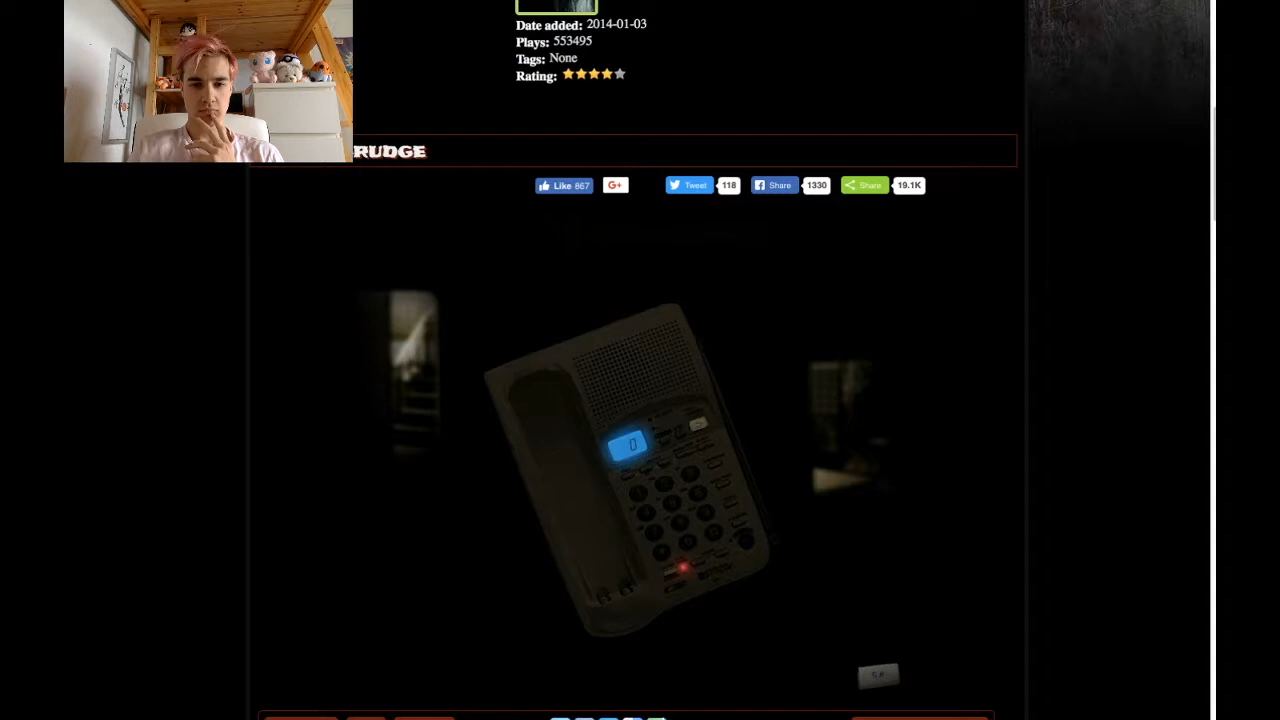 Date added: 2014-01-03
Plays: 553495
Tags: None
Rating:
RUDGE
Like 867
G+
Tweet 118
Share 1330
Share 19.1K
0